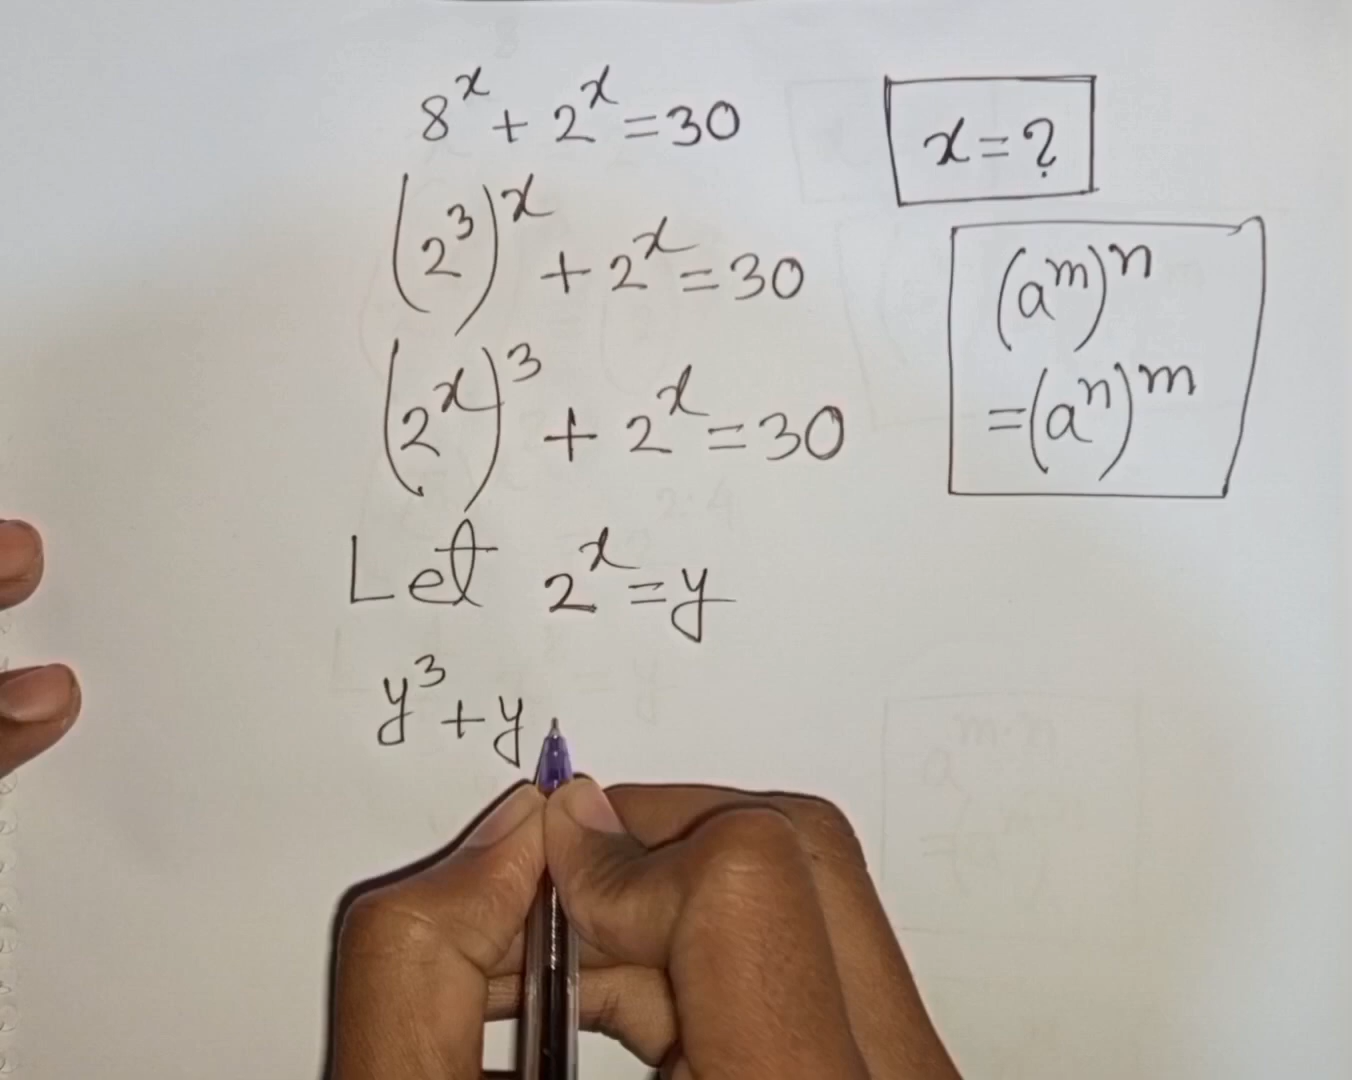 8^x + 2^x = 30
x = ?
(2^3)^x + 2^x = 30
(a^m)^n
= (a^n)^m
(2^x)^3 + 2^x = 30
Let 2^x = y
y^3 + y